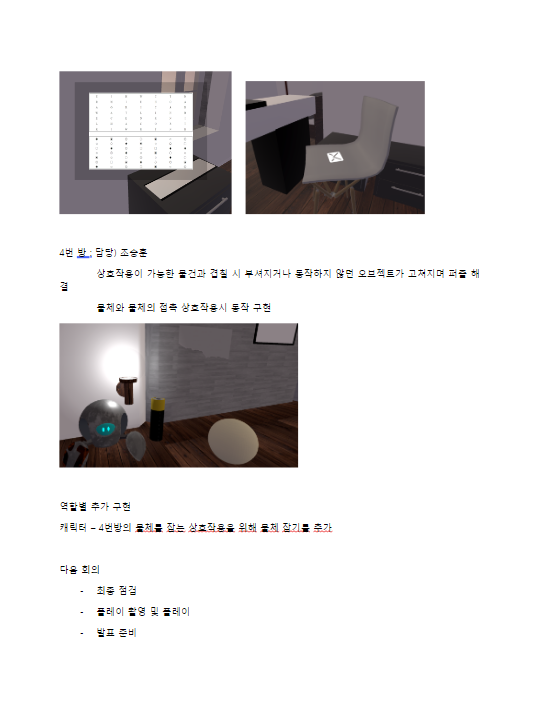 4번 방 : 담당) 조승훈
상호작용이 가능한 물건과 겹칠 시 부셔지거나 동작하지 않던 오브젝트가 고쳐지며 퍼즐 해
결
물체와 물체의 접촉 상호작용시 동작 구현
역할별 추가 구현
캐릭터 – 4번방의 물체를 잡는 상호작용을 위해 물체 잡기를 추가
다음 회의
- 최종 점검
- 플레이 촬영 및 플레이
- 발표 준비